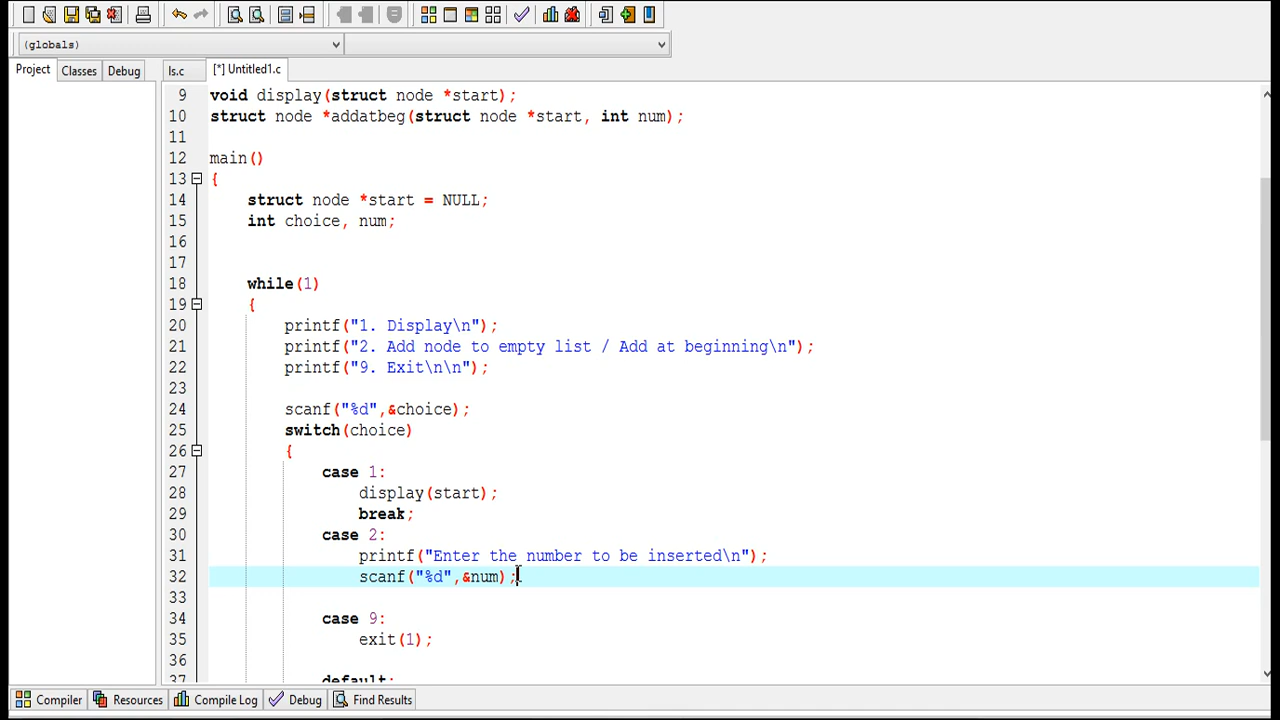 (globals)
Project Classes Debug ls.c [*] Untitled1.c
9 void display(struct node *start);
10 struct node *addatbeg(struct node *start, int num);
11
12 main()
13 {
14 struct node *start = NULL;
15 int choice, num;
16
17
18 while(1)
19 {
20 printf("1. Display\n");
21 printf("2. Add node to empty list / Add at beginning\n");
22 printf("9. Exit\n\n");
23
24 scanf("%d",&choice);
25 switch(choice)
26 {
27 case 1:
28 display(start);
29 break;
30 case 2:
31 printf("Enter the number to be inserted\n");
32 scanf("%d",&num);
33
34 case 9:
35 exit(1);
36
37 default:
Compiler Resources Compile Log Debug Find Results